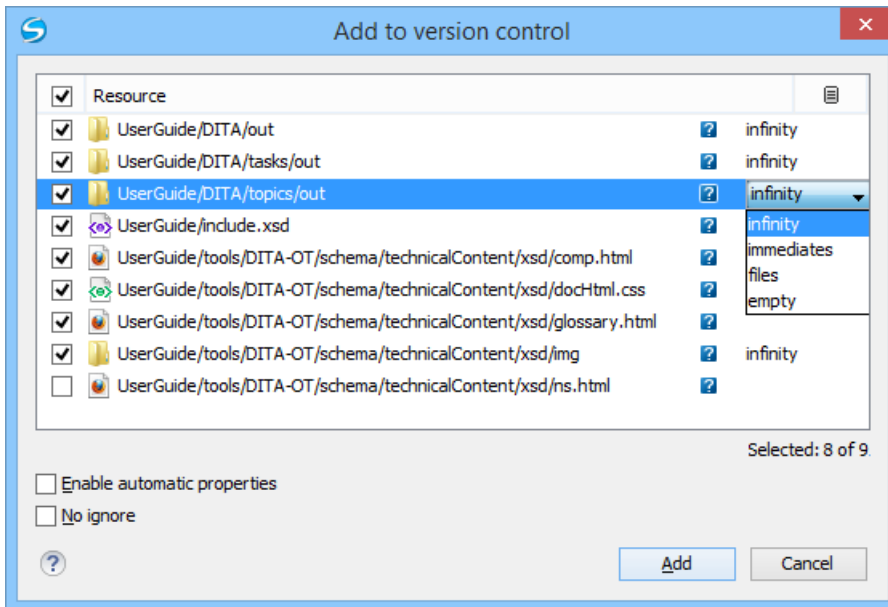 Add to version control
Resource
UserGuide/DITA/out ? infinity
UserGuide/DITA/tasks/out ? infinity
UserGuide/DITA/topics/out ? infinity
infinity
UserGuide/include.xsd ?
immediates
UserGuide/tools/DITA-OT/schema/technicalContent/xsd/comp.html ?
files
UserGuide/tools/DITA-OT/schema/technicalContent/xsd/docHtml.css ?
empty
UserGuide/tools/DITA-OT/schema/technicalContent/xsd/glossary.html ?
UserGuide/tools/DITA-OT/schema/technicalContent/xsd/img ? infinity
UserGuide/tools/DITA-OT/schema/technicalContent/xsd/ns.html ?
Selected: 8 of 9.
Enable automatic properties
No ignore
? Add Cancel